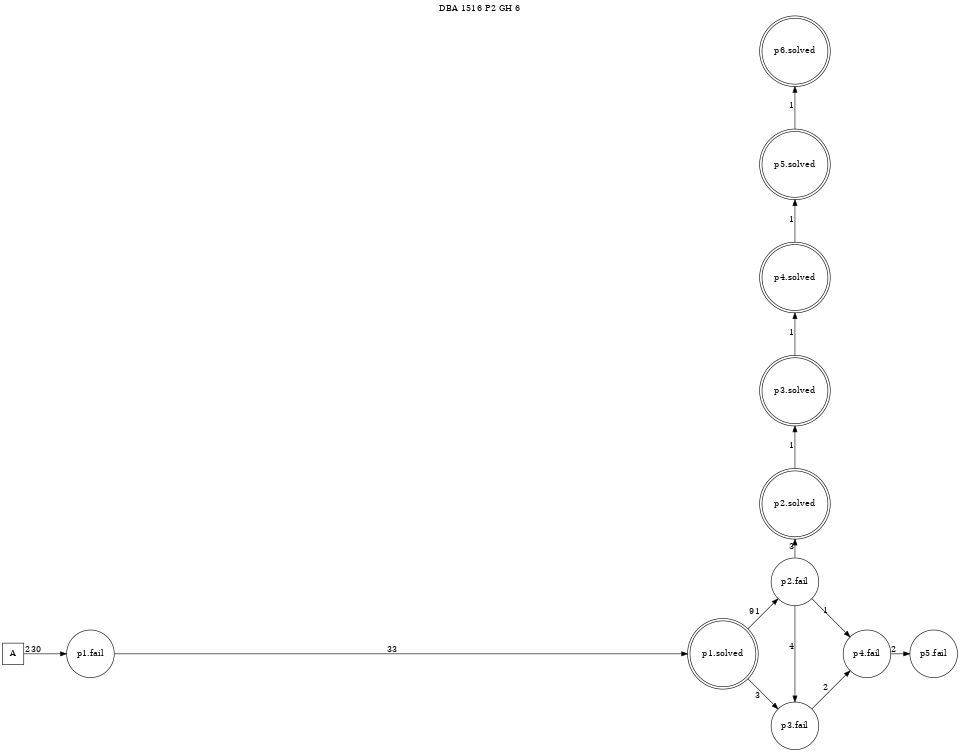 DBA 1516 P2 GH 6
p6.solved
1
p5.solved
1
p4.solved
1
p3.solved
1
p2.solved
3
p2.fail
91
1
A
230
p1.fail
33
p1.solved
4
p4.fail
2
p5.fail
3
2
p3.fail